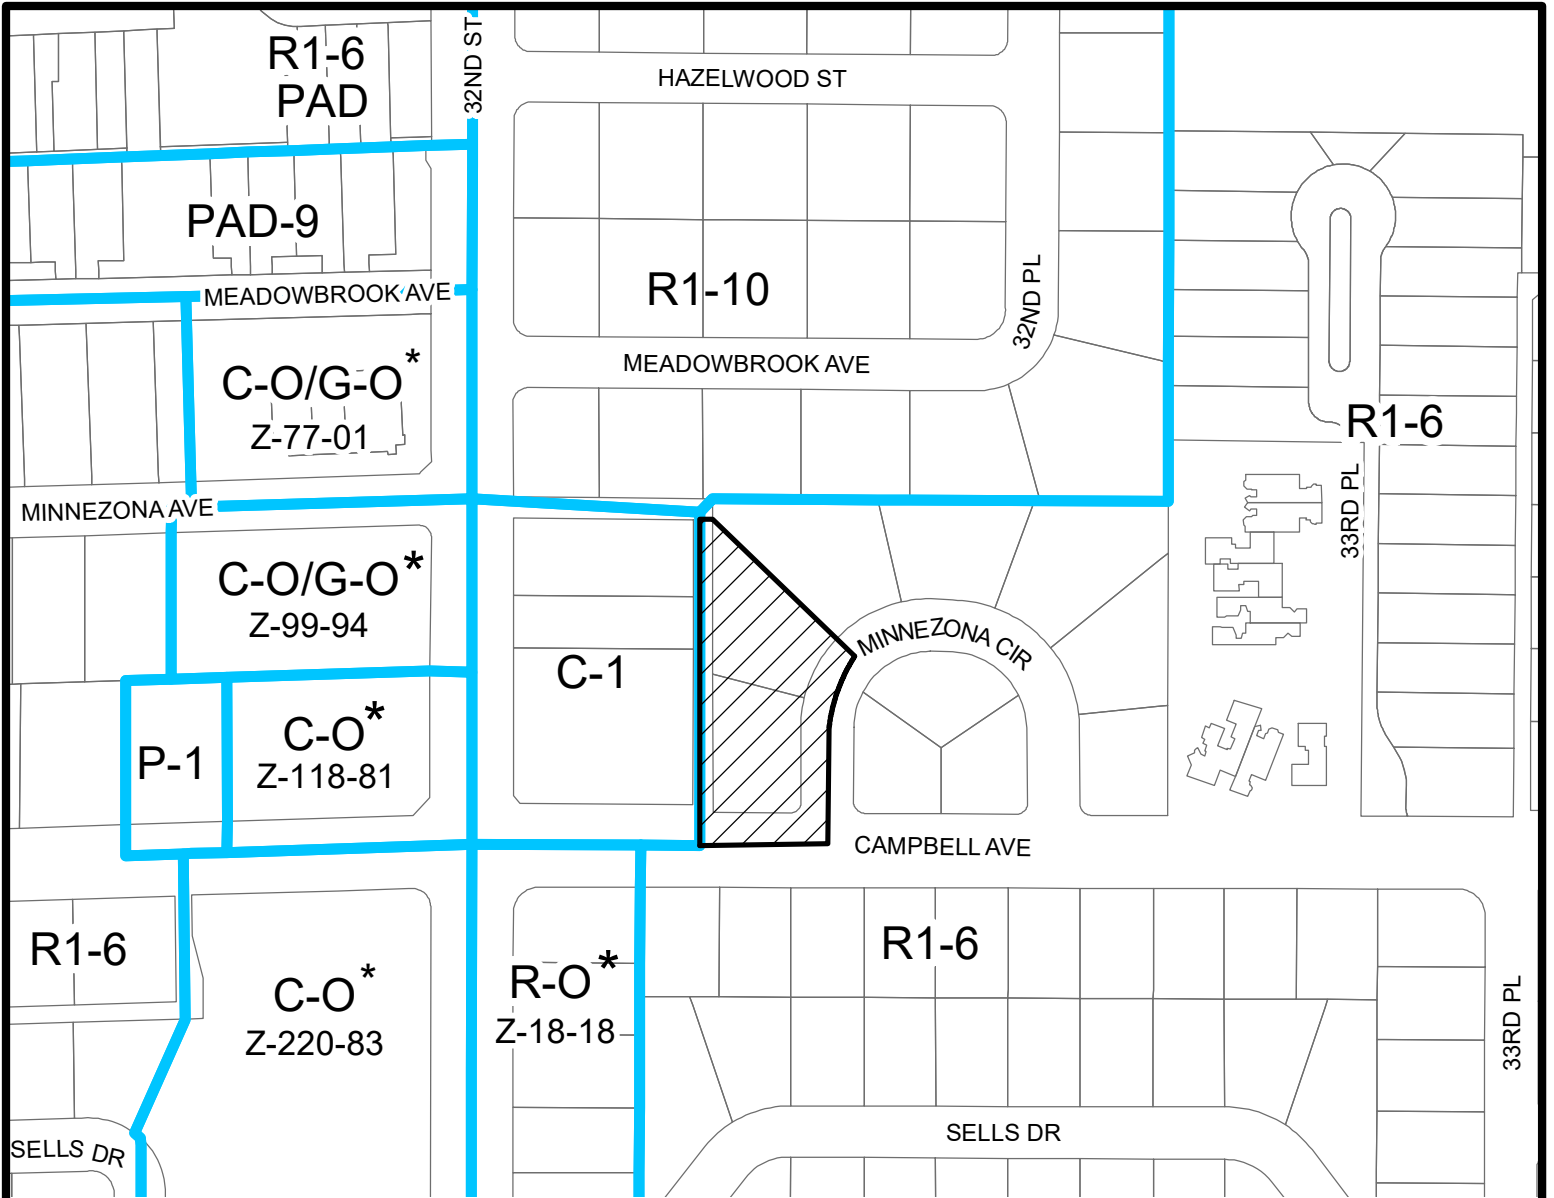 R1-6
PAD
32ND ST
HAZELWOOD ST
PAD-9
R1-10
32ND PL
MEADOWBROOK AVE
MEADOWBROOK AVE
C-O/G-O*
Z-77-01
R1-6
33RD PL
MINNEZONA AVE
C-O/G-O*
Z-99-94
MINNEZONA CIR
C-1
C-O*
Z-118-81
P-1
CAMPBELL AVE
R1-6
R-O*
Z-18-18
R1-6
C-O*
Z-220-83
33RD PL
SELLS DR
SELLS DR